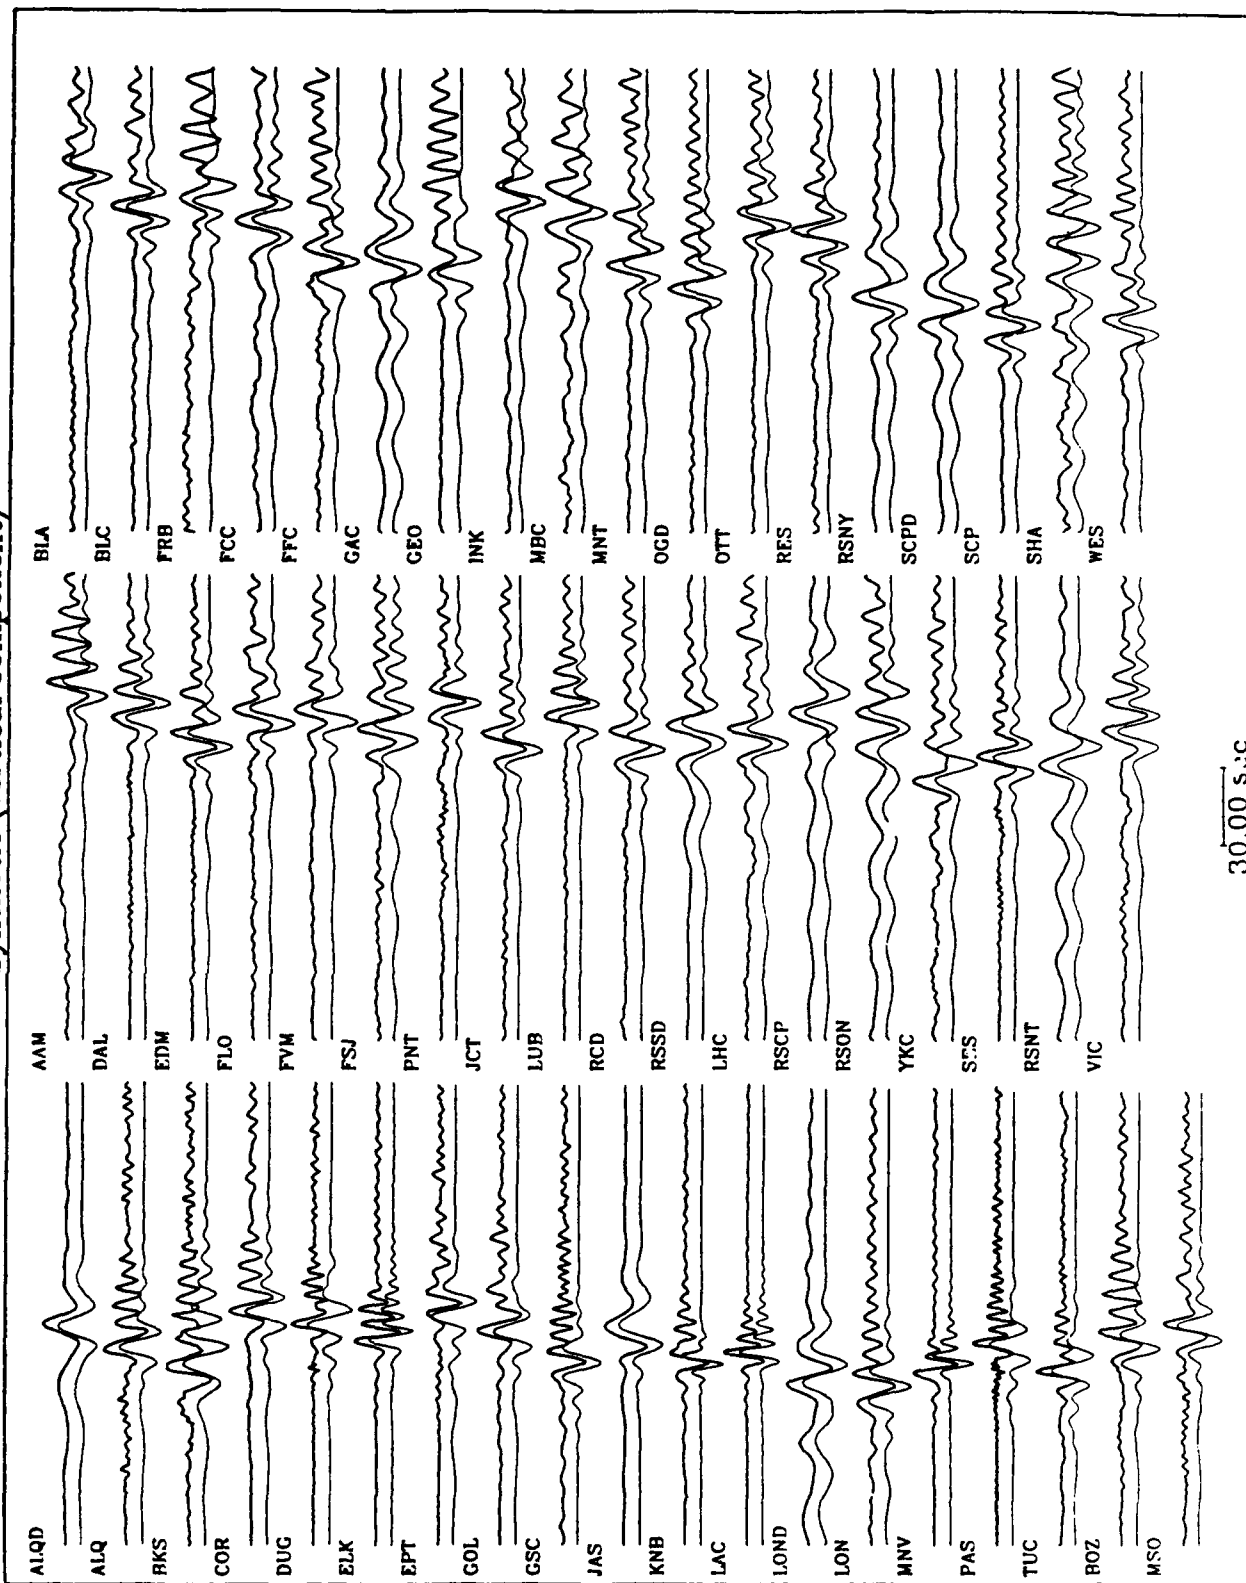 ALQD
ALQ
BKS
COR
DUG
ELK
EPT
GOL
GSC
JAS
KNB
LAC
LOND
LON
MNV
PAS
TUC
BOZ
MSO
AAM
DAL
EDM
FLO
FVM
FSJ
PNT
JCT
LUB
RCD
RSSD
LHC
RSCP
RSON
YKC
SES
RSNT
VIC
BLA
BLC
FRB
FCC
FFC
GAC
GEO
INK
MBC
MNT
OGD
OTT
RES
RSNY
SCPD
SCP
SHA
WES
30.00 sec